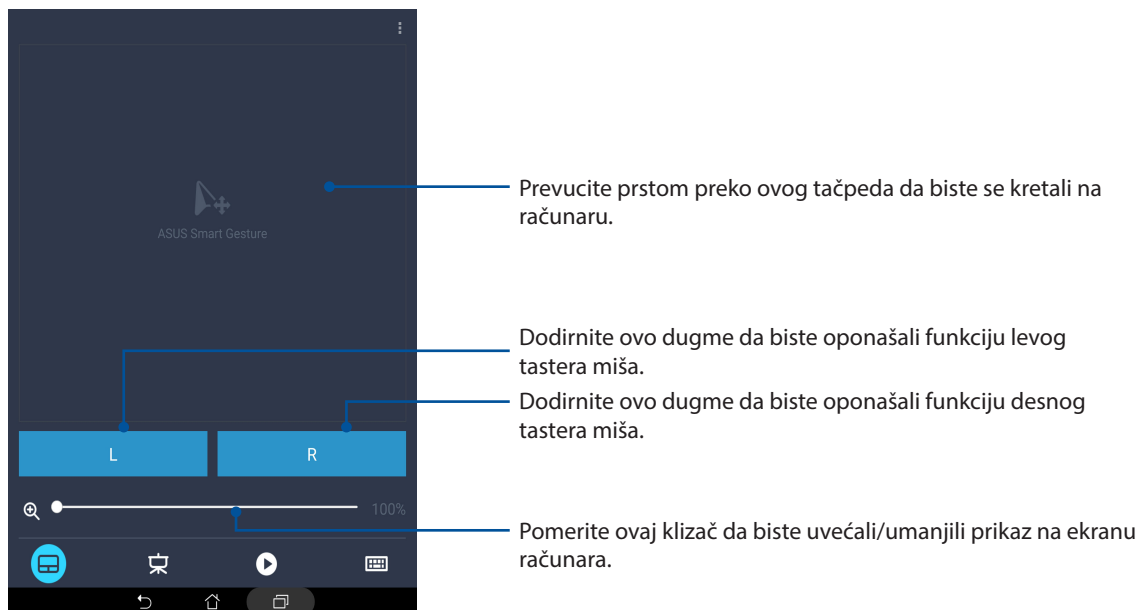 ASUS Smart Gesture
Prevucite prstom preko ovog tačpeda da biste se kretali na
računaru.
Dodirnite ovo dugme da biste oponašali funkciju levog
tastera miša.
Dodirnite ovo dugme da biste oponašali funkciju desnog
tastera miša.
L
R
100%
Pomerite ovaj klizač da biste uvećali/umanjili prikaz na ekranu
računara.